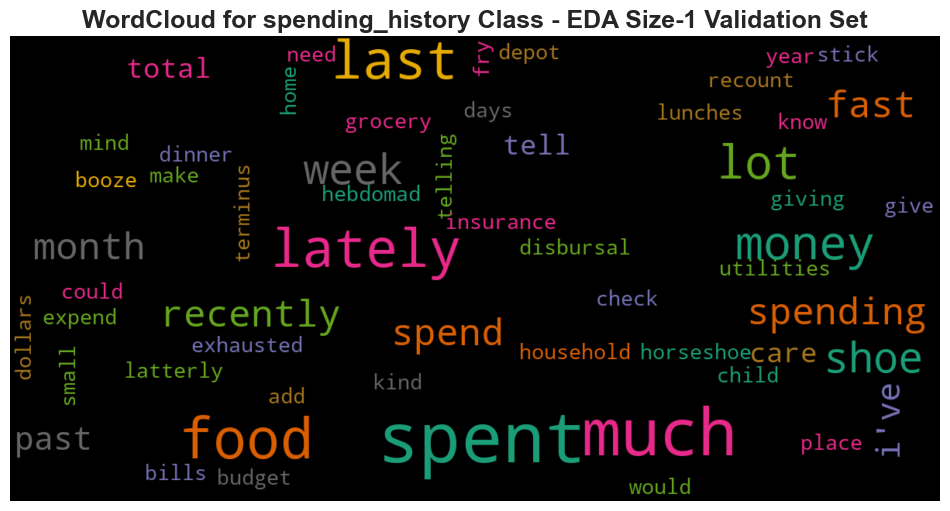 WordCloud for spending_history Class - EDA Size-1 Validation Set
total
need
last
fry
depot
year
stick
home
recount
fast
grocery
days
lunches
know
mind
dinner
telling
tell
lot
booze
make
week
terminus
hebdomad
giving
give
insurance
month
lately
disbursal
money
utilities
could
check
dollars
expend
recently
spend
spending
exhausted
household
horseshoe
care
shoe
small
latterly
kind
child
add
i've
past
food
spent
much
place
bills
budget
would